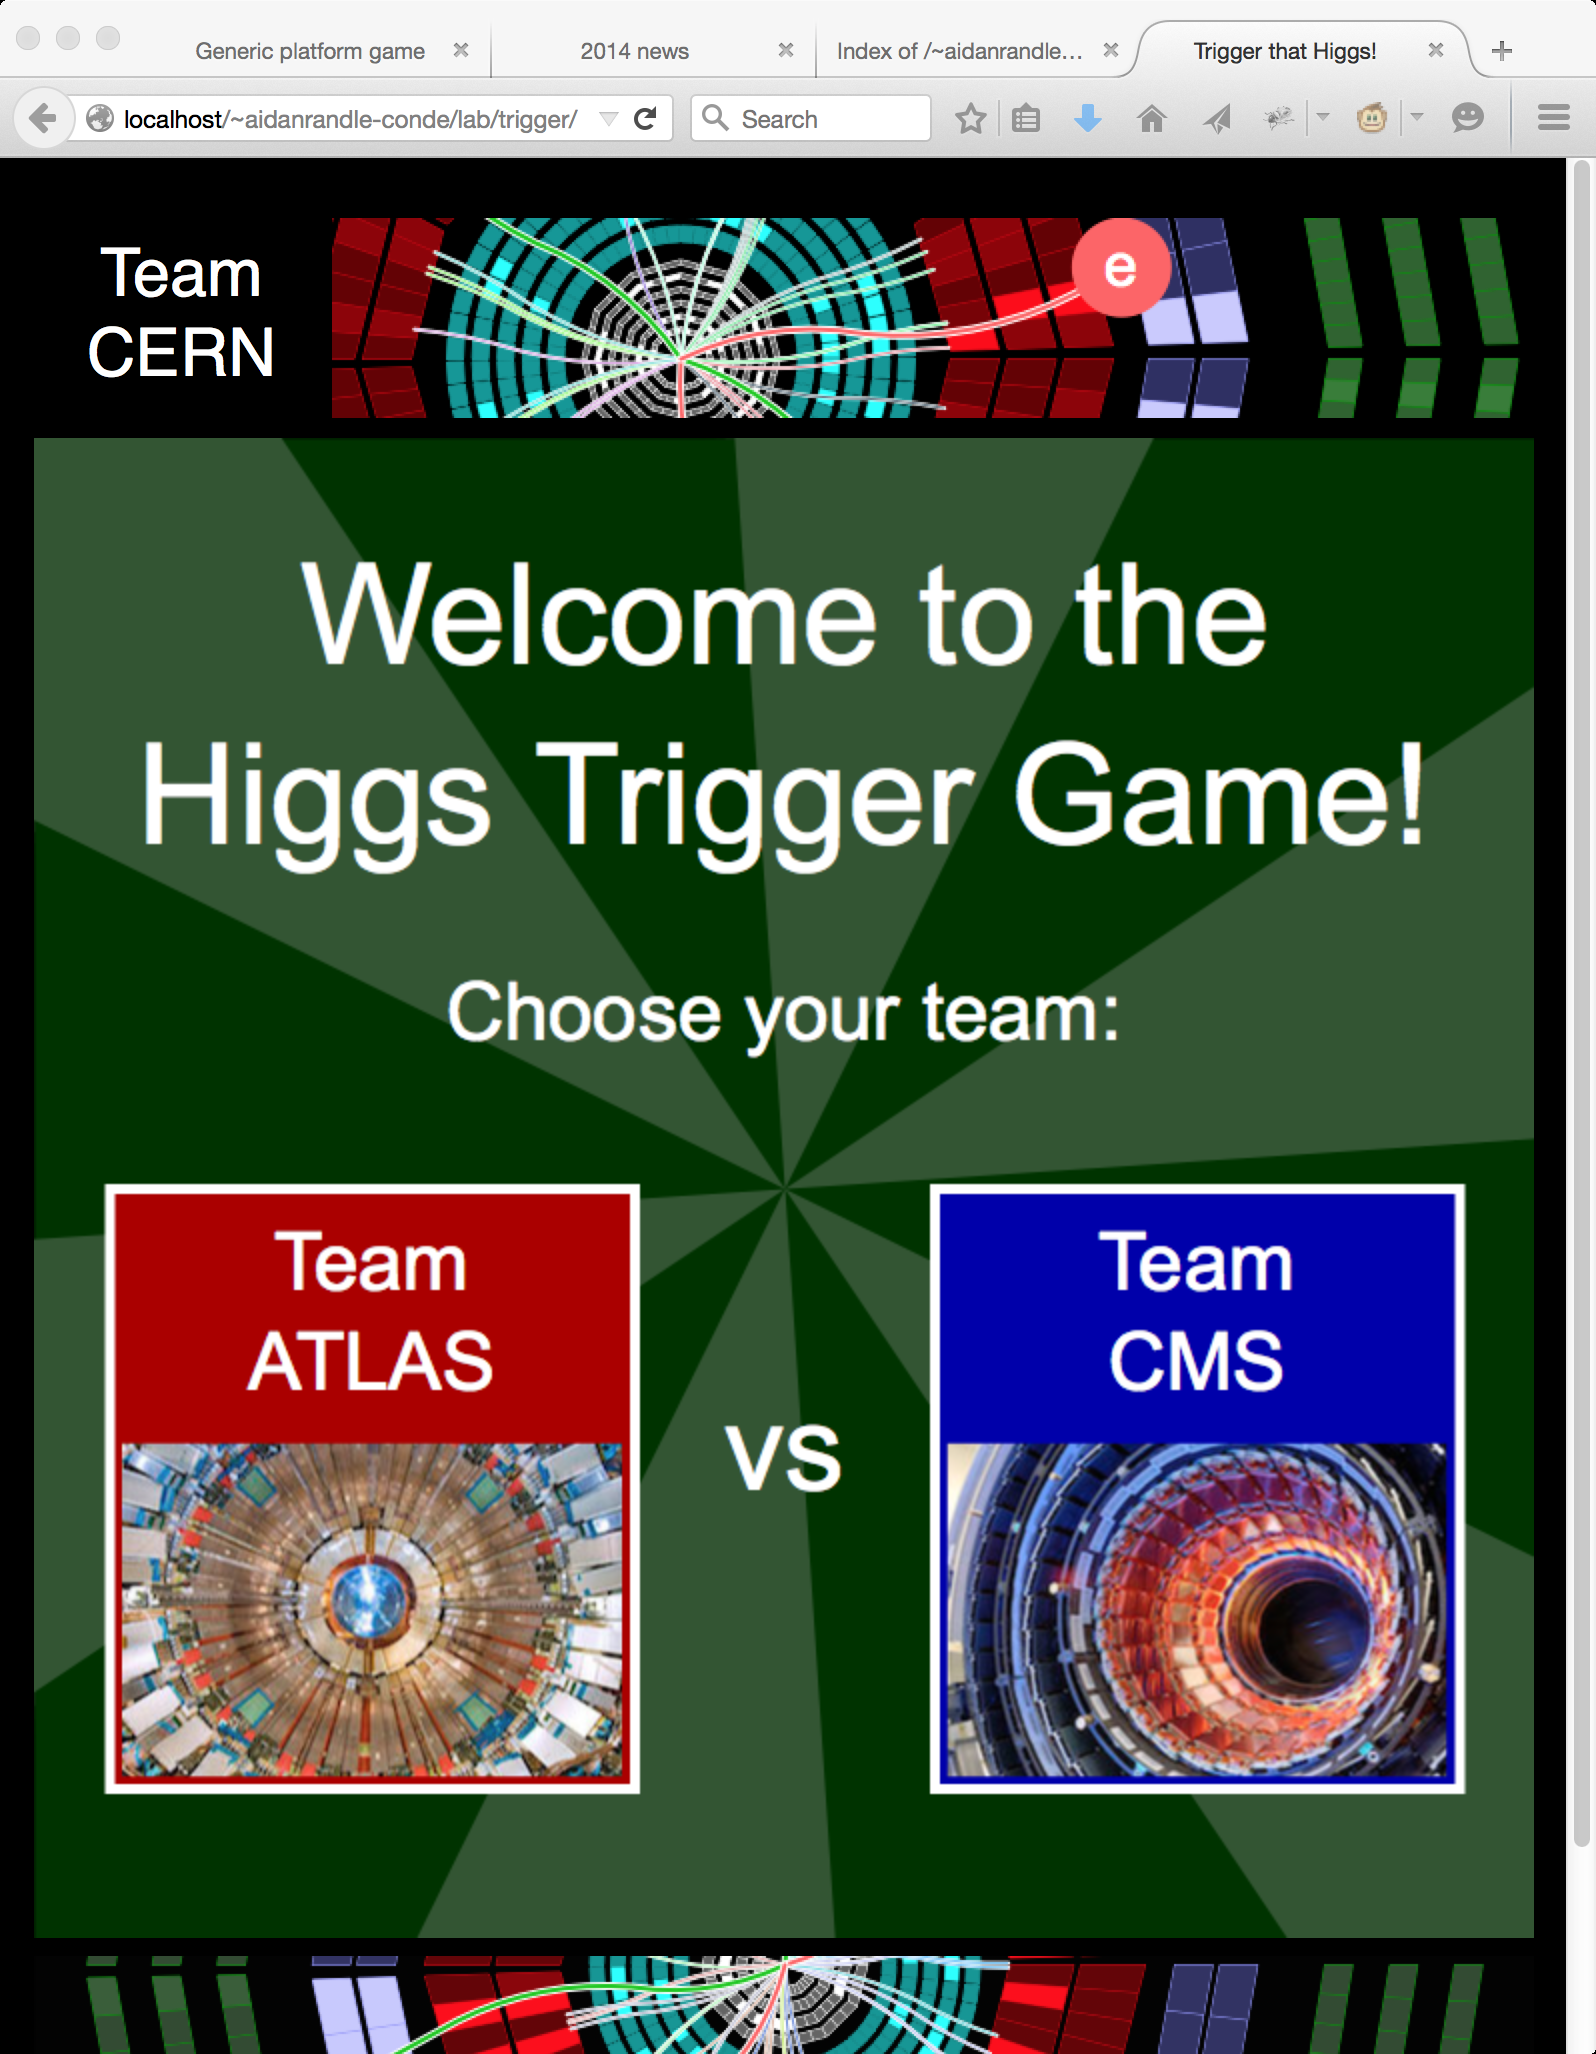 Generic platform game
2014 news
Index of /~aidanrandle...
Trigger that Higgs!
localhost/~aidanrandle-conde/lab/trigger/
Search
Team
CERN
e
Welcome to the
Higgs Trigger Game!
Choose your team:
Team
ATLAS
vs
Team
CMS